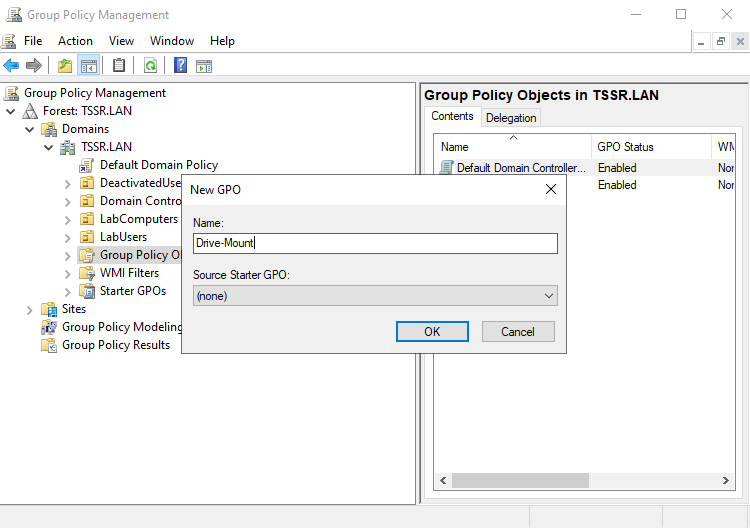 Group Policy Management
File Action View Window Help
Group Policy Management
Forest: TSSR.LAN
Domains
TSSR.LAN
Default Domain Policy
DeactivatedUse
Domain Contro
LabComputers
LabUsers
Group Policy O
WMI Filters
Starter GPOs
Sites
Group Policy Modeling
Group Policy Results
Group Policy Objects in TSSR.LAN
Contents Delegation
Name GPO Status WM
Default Domain Controller... Enabled Nor
Enabled Nor
New GPO
Name:
Drive-Mount
Source Starter GPO:
(none)
OK Cancel